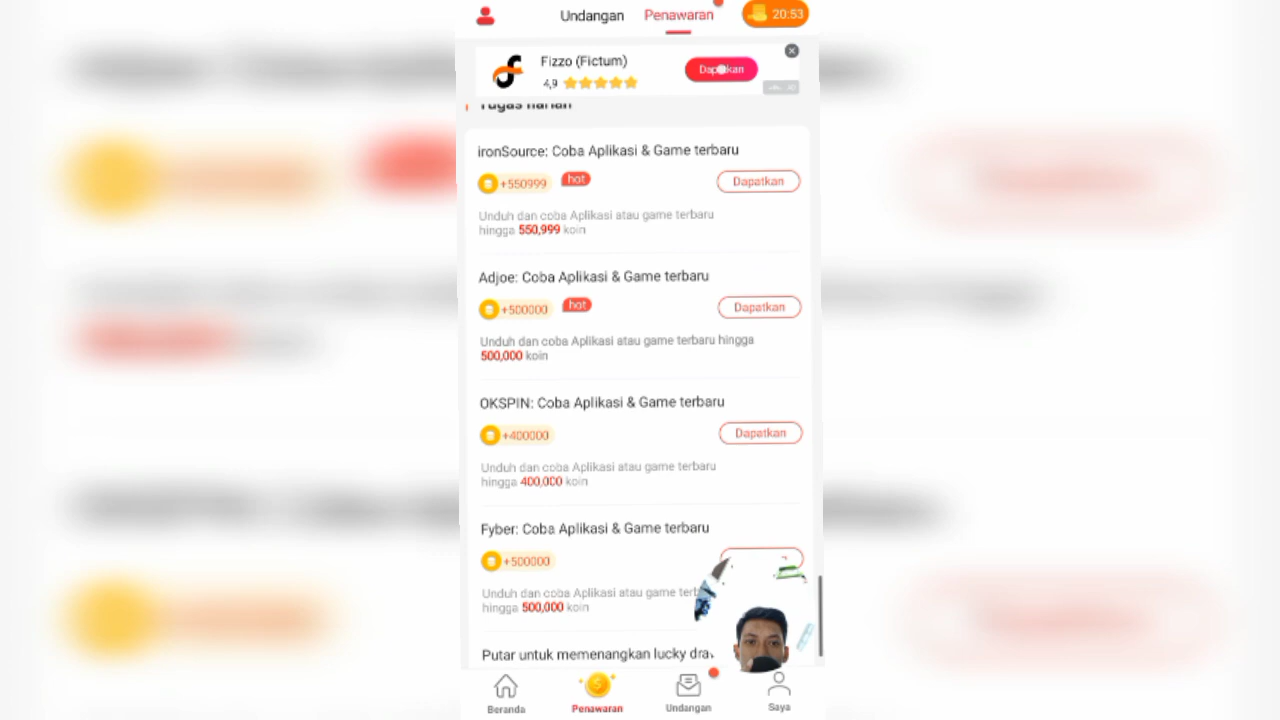 Undangan
Penawaran
20:53
Fizzo (Fictum)
4,9
Dapatkan
Tugas harian
ironSource: Coba Aplikasi & Game terbaru
+550999
hot
Dapatkan
Unduh dan coba Aplikasi atau game terbaru
hingga 550,999 koin
Adjoe: Coba Aplikasi & Game terbaru
+500000
hot
Dapatkan
Unduh dan coba Aplikasi atau game terbaru hingga
500,000 koin
OKSPIN: Coba Aplikasi & Game terbaru
+400000
Dapatkan
Unduh dan coba Aplikasi atau game terbaru
hingga 400,000 koin
Fyber: Coba Aplikasi & Game terbaru
+500000
Unduh dan coba Aplikasi atau game
hingga 500,000 koin
Putar untuk memenangkan lucky
Beranda
Penawaran
Undangan
Saya